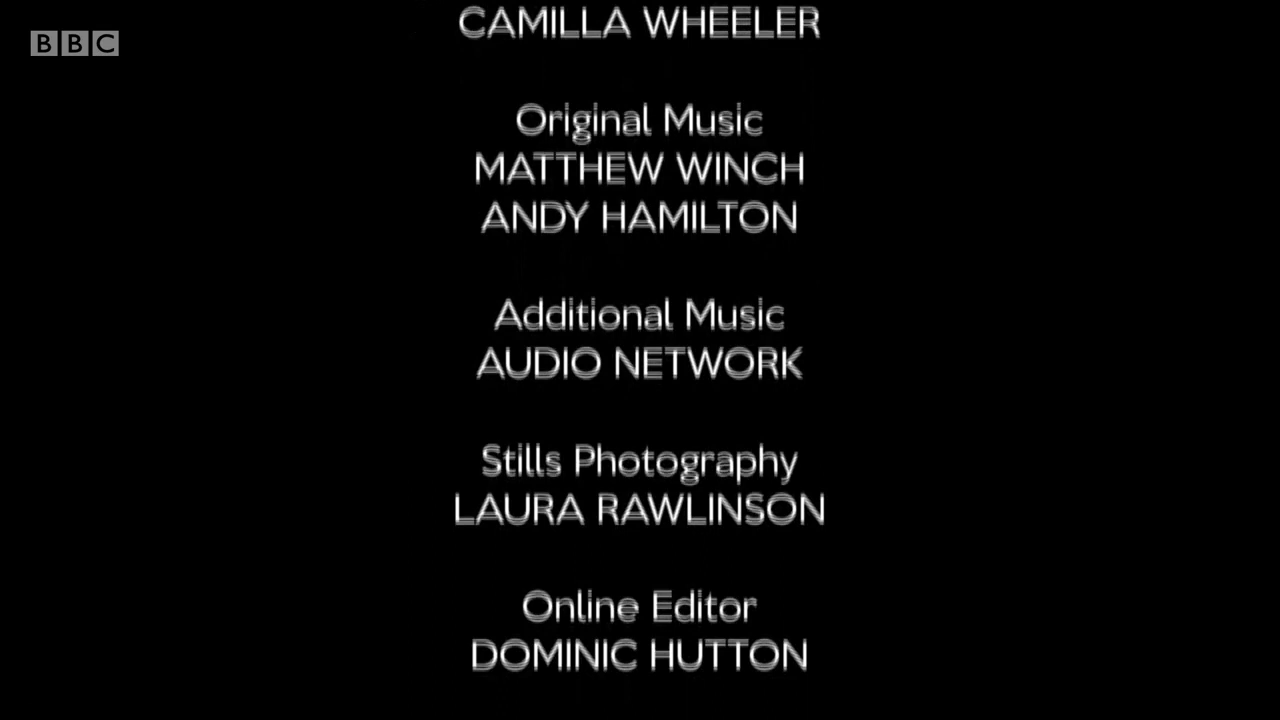 BBC
CAMILLA WHEELER
Original Music
MATTHEW WINCH
ANDY HAMILTON
Additional Music
AUDIO NETWORK
Stills Photography
LAURA RAWLINSON
Online Editor
DOMINIC HUTTON